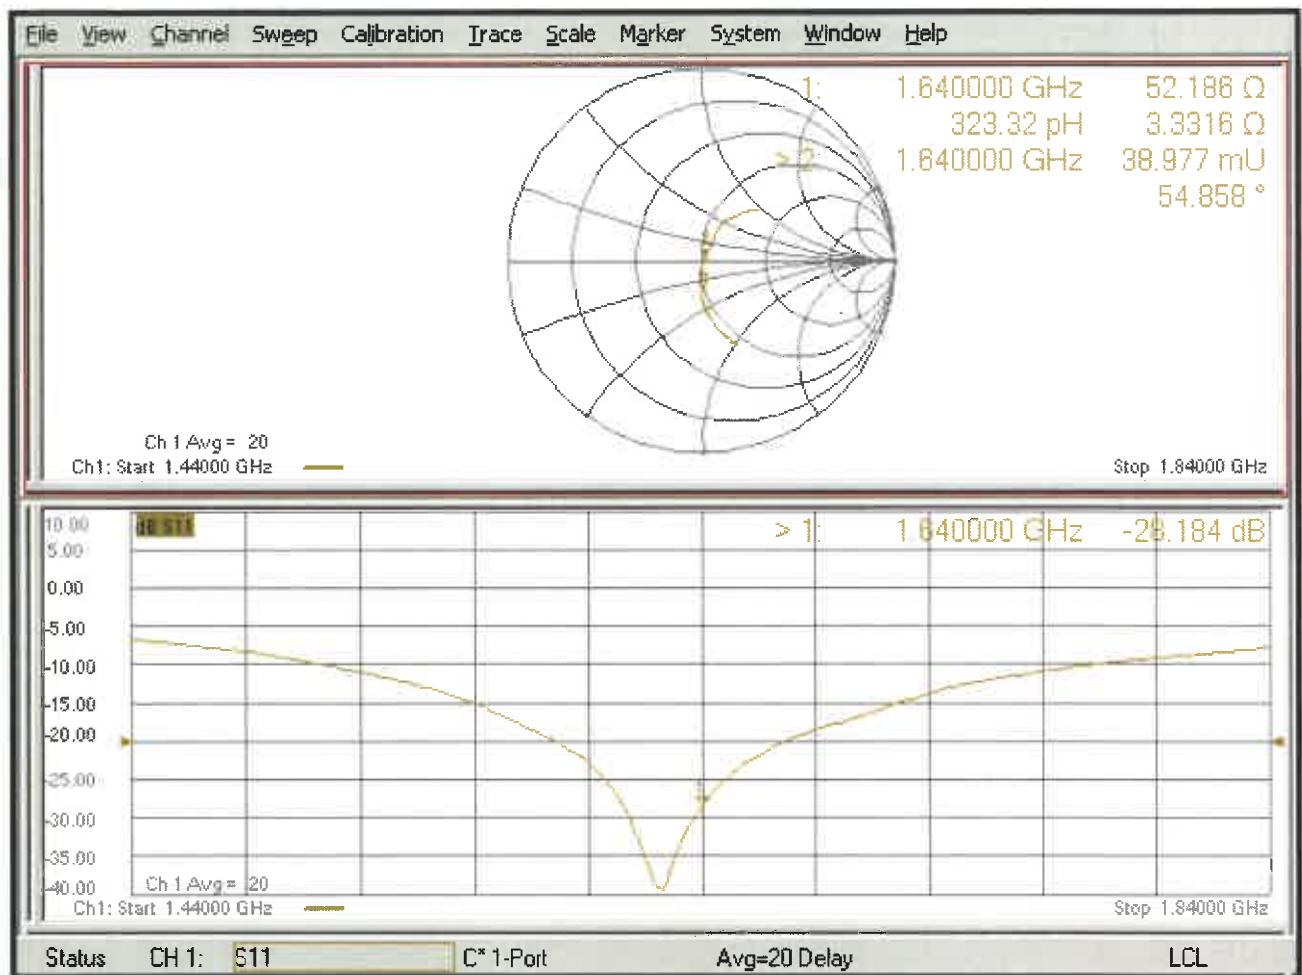 File View Channel Sweep Calibration Trace Scale Marker System Window Help
1: 1.640000 GHz 52.186 Ω
323.32 pH 3.3316 Ω
> 2: 1.640000 GHz 38.977 mU
54.858 °
Ch 1 Avg = 20
Ch1: Start 1.44000 GHz
Stop 1.84000 GHz
10.00
dB S11
> 1: 1.640000 GHz -28.184 dB
5.00
0.00
-5.00
-10.00
-15.00
-20.00
-25.00
-30.00
-35.00
-40.00
Ch 1 Avg = 20
Ch1: Start 1.44000 GHz
Stop 1.84000 GHz
Status CH 1: S11 C* 1-Port Avg=20 Delay LCL